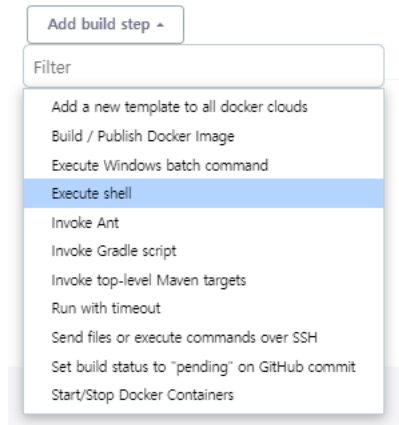 Add build step
Filter
Add a new template to all docker clouds
Build / Publish Docker Image
Execute Windows batch command
Execute shell
Invoke Ant
Invoke Gradle script
Invoke top-level Maven targets
Run with timeout
Send files or execute commands over SSH
Set build status to "pending" on GitHub commit
Start/Stop Docker Containers